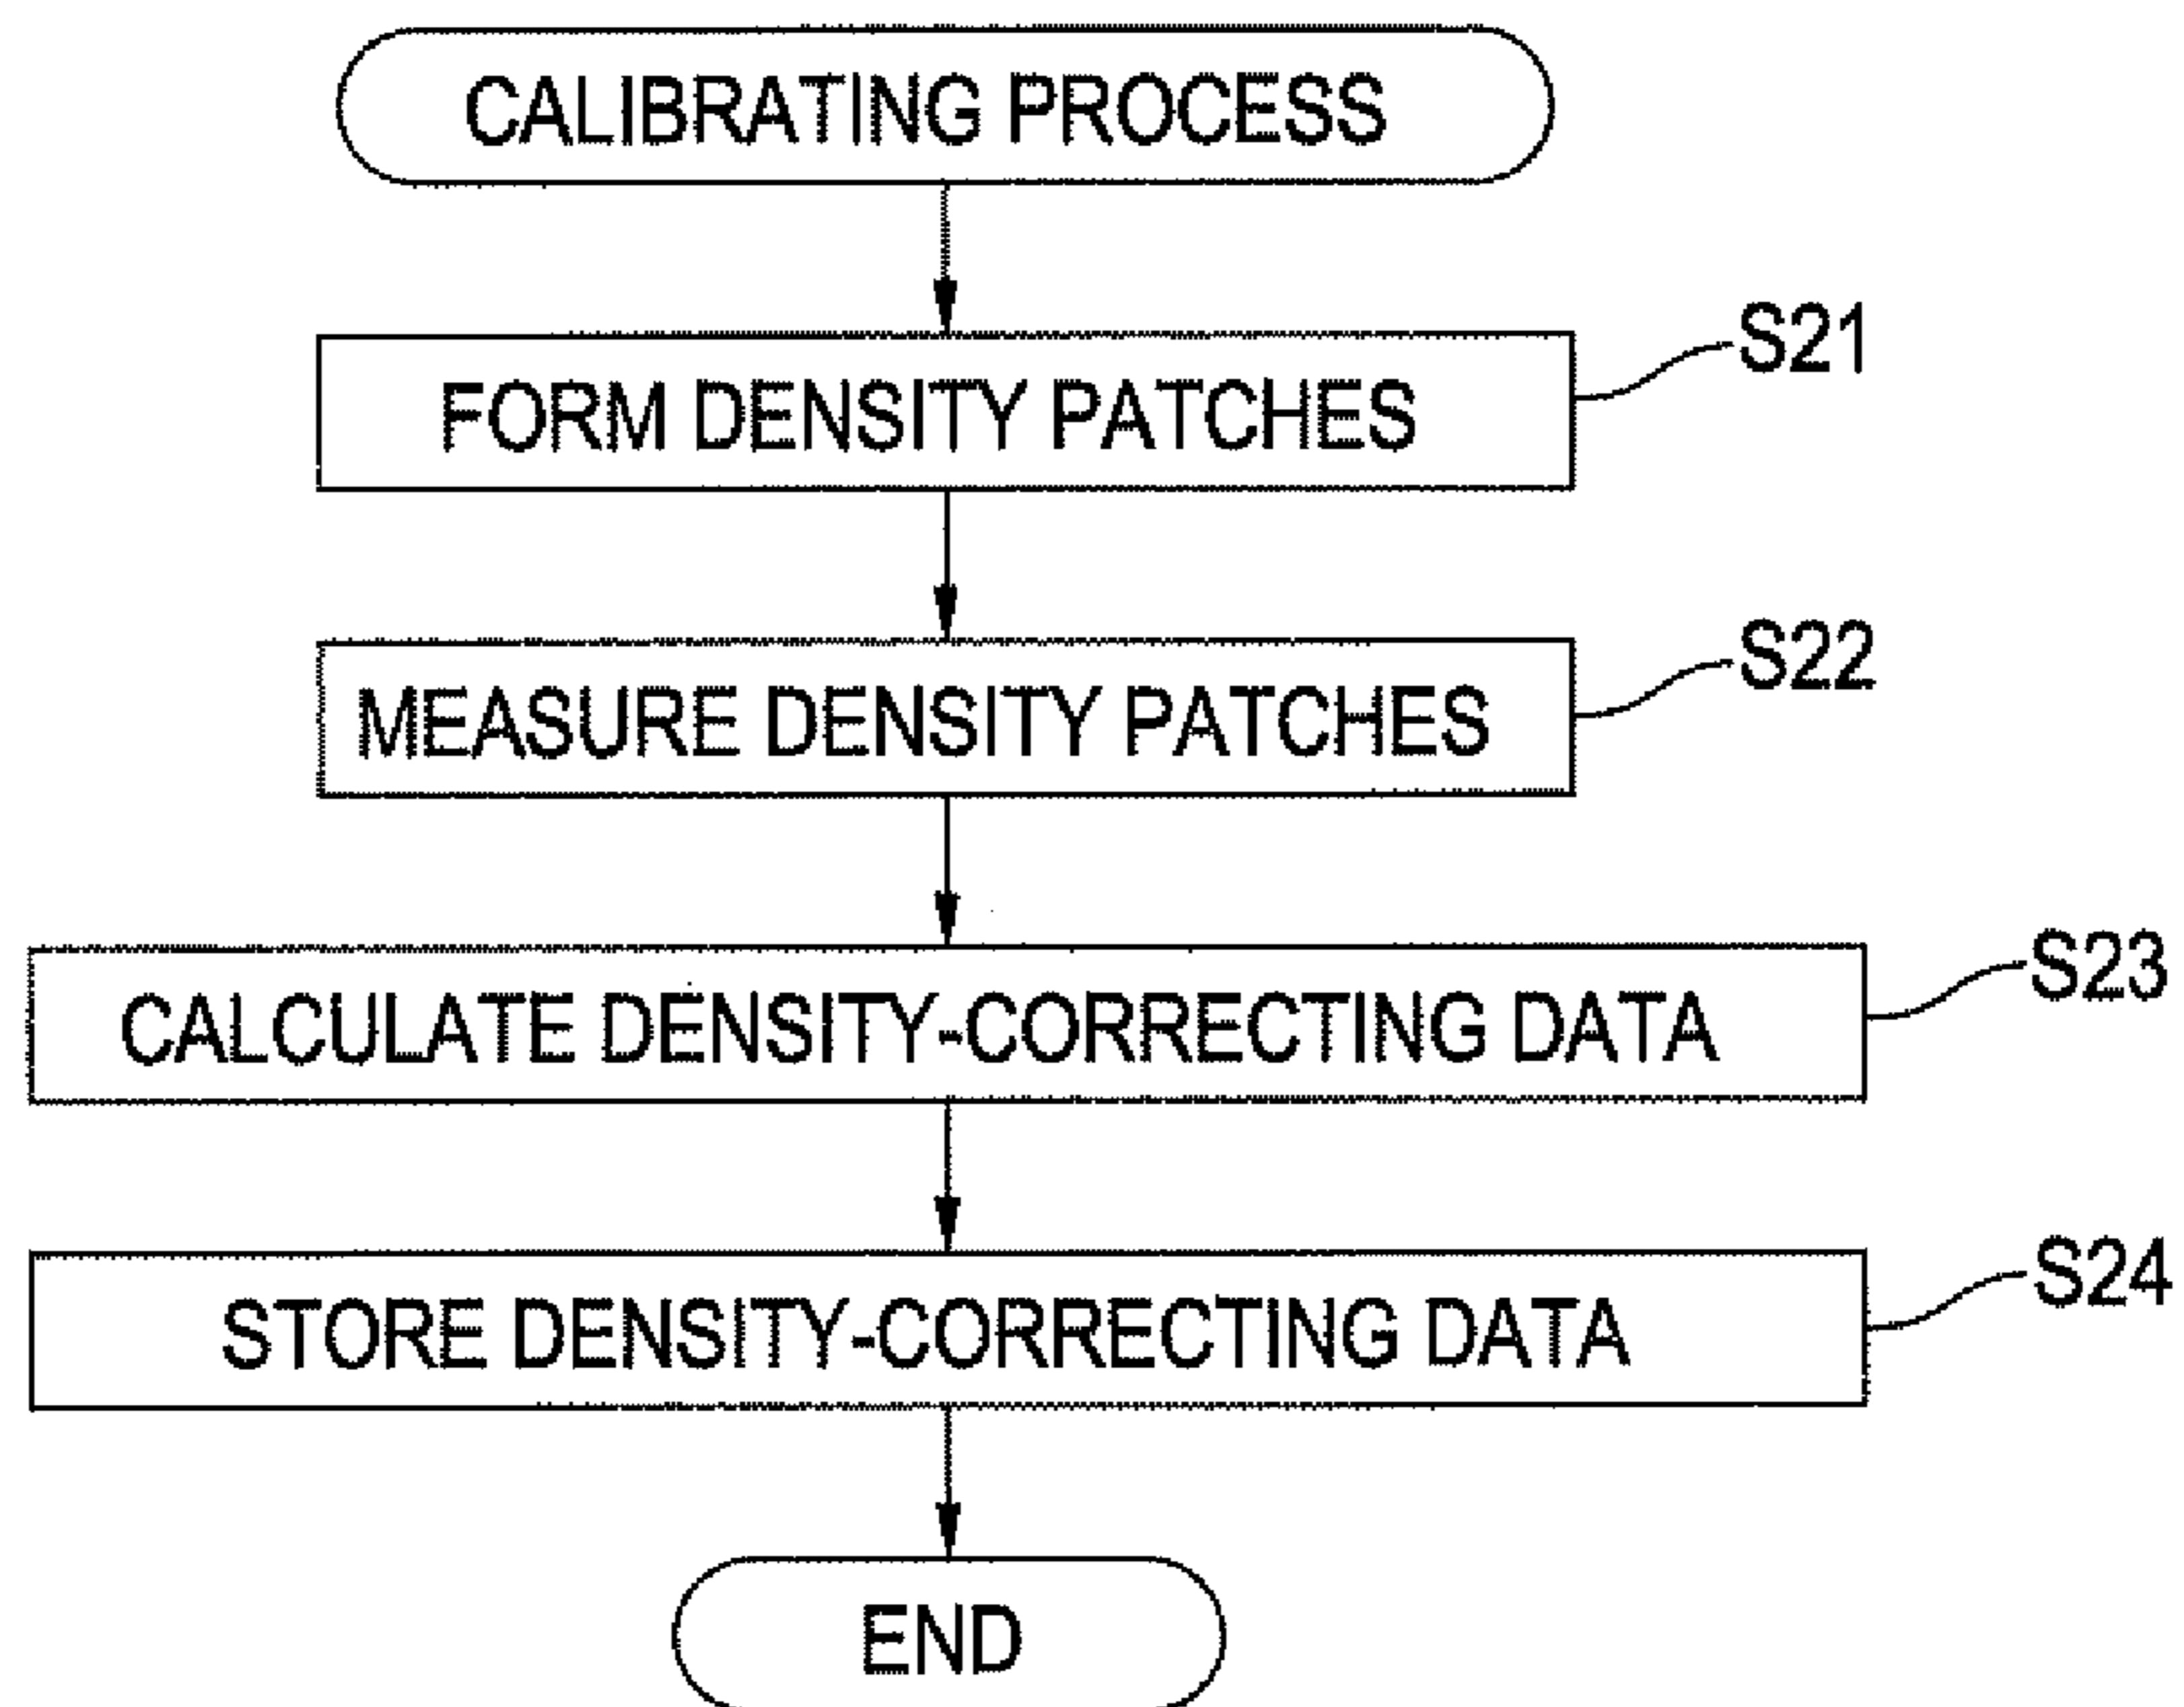 CALIBRATING PROCESS
FORM DENSITY PATCHES
S21
MEASURE DENSITY PATCHES
S22
CALCULATE DENSITY-CORRECTING DATA
S23
STORE DENSITY-CORRECTING DATA
S24
END